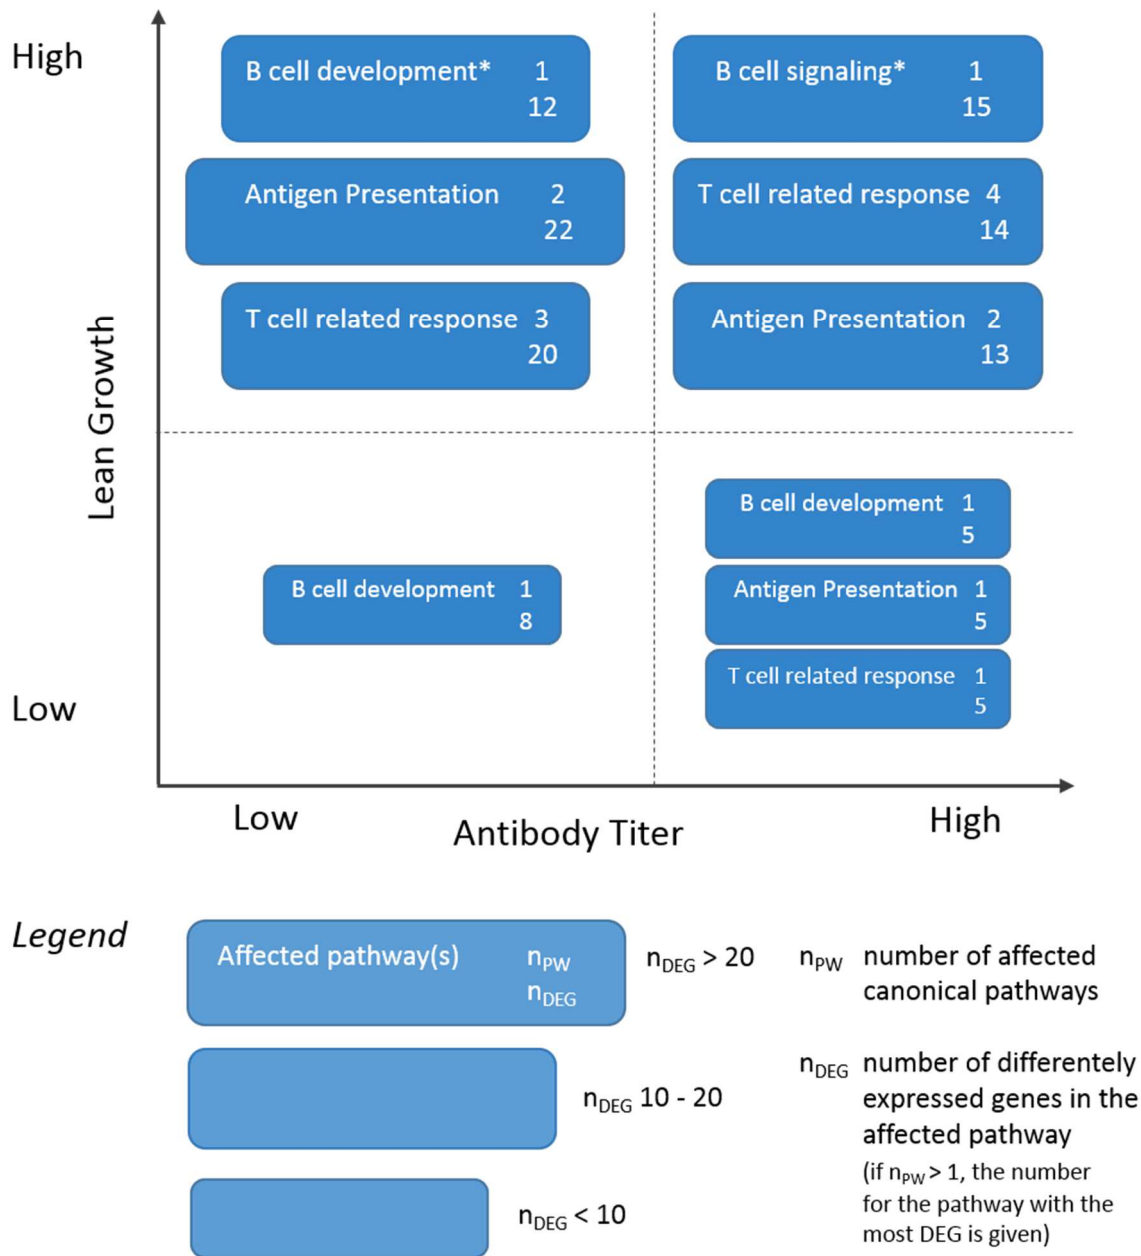 High
B cell development* 1
12
Antigen Presentation 2
22
T cell related response 3
20
B cell signaling* 1
15
T cell related response 4
14
Antigen Presentation 2
13
Lean Growth
B cell development 1
8
B cell development 1
5
Antigen Presentation 1
5
T cell related response 1
5
Low
Low
Antibody Titer
High
Legend
Affected pathway(s) nPW
nDEG
nDEG > 20
nDEG 10 - 20
nDEG < 10
nPW number of affected
canonical pathways
nDEG number of differentely
expressed genes in the
affected pathway
(if nPW > 1, the number
for the pathway with the
most DEG is given)